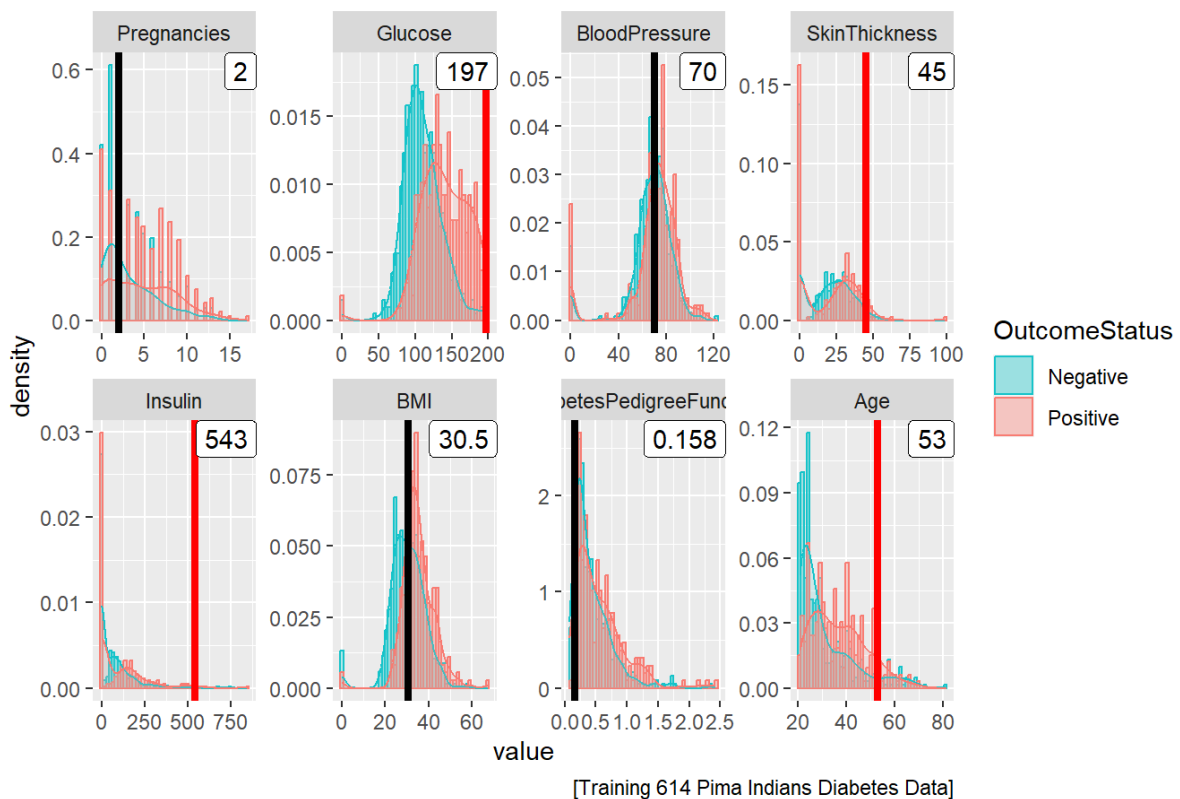 Pregnancies Glucose BloodPressure SkinThickness
2 197 70 45
0.6 0.4 0.2 0.0
0.015 0.010 0.005 0.000
0.05 0.04 0.03 0.02 0.01 0.00
0.15 0.10 0.05 0.00
0 5 10 15
0 50 100 150 200
0 40 80 120
0 25 50 75 100
density
Insulin BMI betesPedigreeFunc Age
543 30.5 0.158 53
0.03 0.02 0.01 0.00
0.075 0.050 0.025 0.000
2 1 0
0.12 0.09 0.06 0.03 0.00
0 250 500 750
0 20 40 60
0.0 0.5 1.0 1.5 2.0 2.5
20 40 60 80
value
OutcomeStatus
Negative
Positive
[Training 614 Pima Indians Diabetes Data]